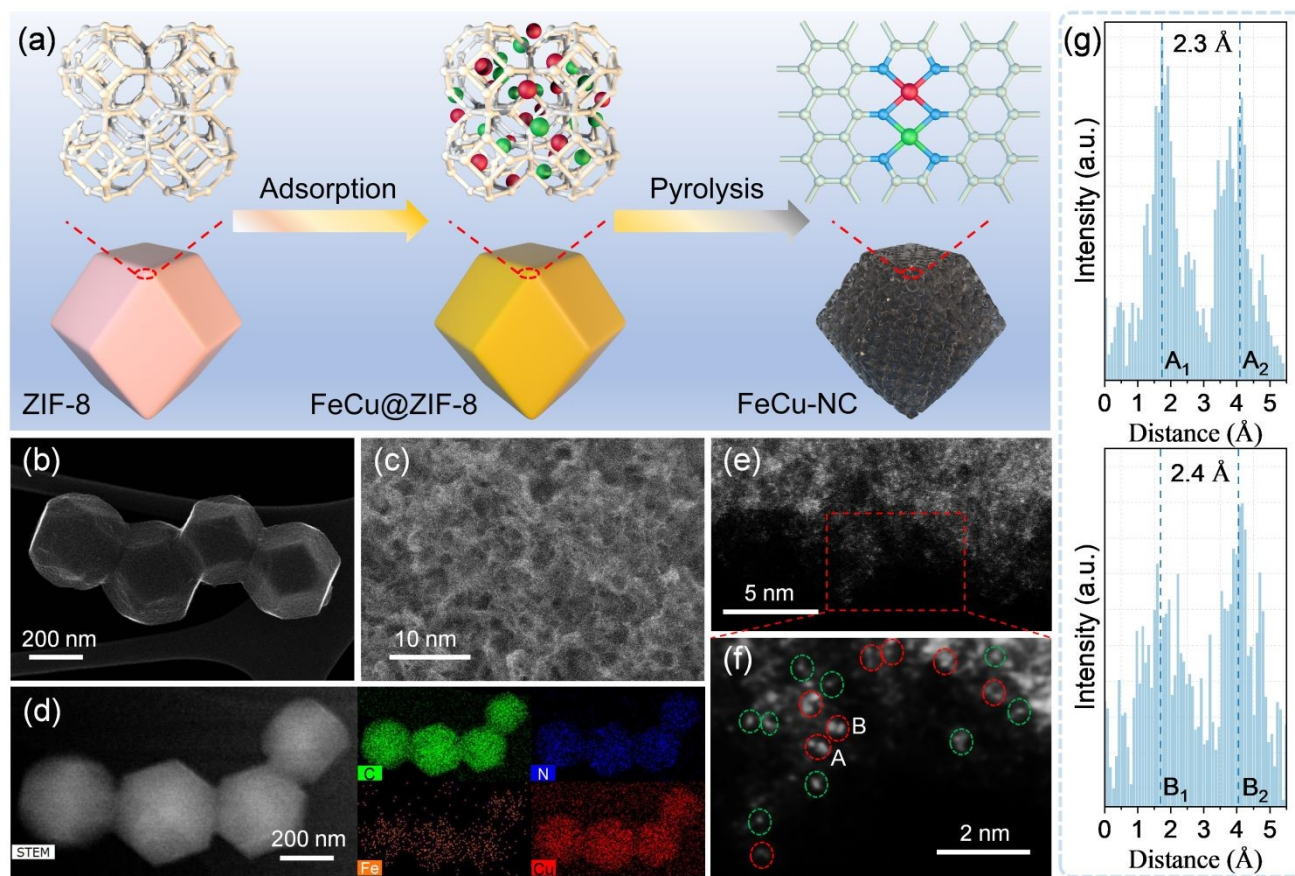 (a)
Adsorption
Pyrolysis
ZIF-8
FeCu@ZIF-8
FeCu-NC
(b)
200 nm
(c)
10 nm
(d)
STEM
200 nm
C
N
Fe
Cu
(e)
5 nm
(f)
B
A
2 nm
(g)
2.3 Å
Intensity (a.u.)
A1
A2
0 1 2 3 4 5
Distance (Å)
2.4 Å
Intensity (a.u.)
B1
B2
0 1 2 3 4 5
Distance (Å)